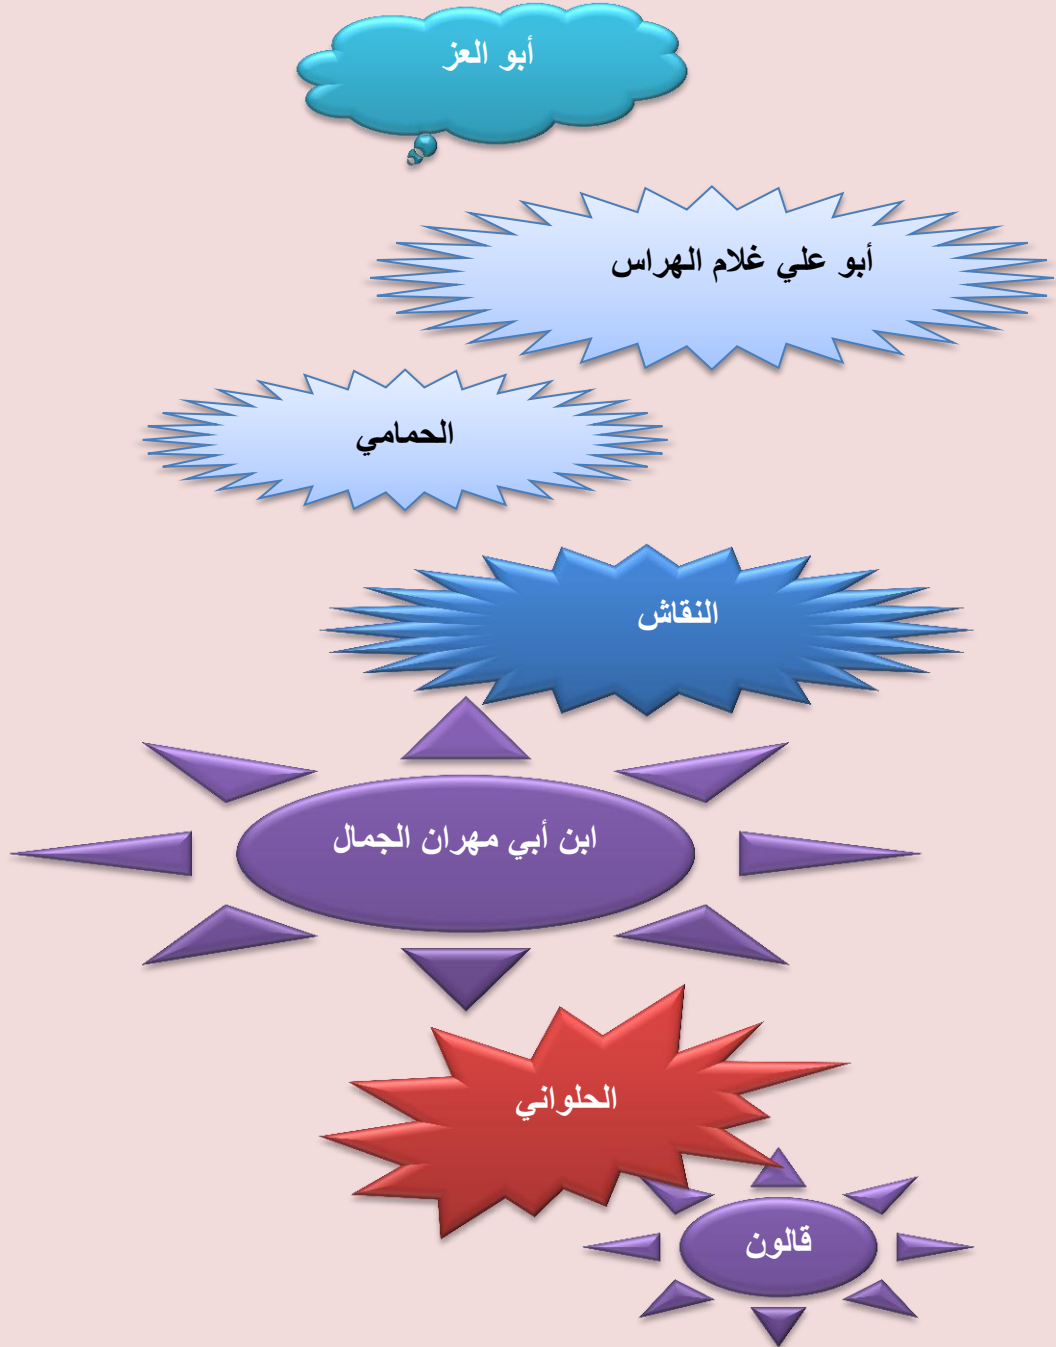 أبو العز
أبو علي غلام الهراس
الحمامي
النقاش
ابن أبي مهران الجمال
الحلواني
قالون